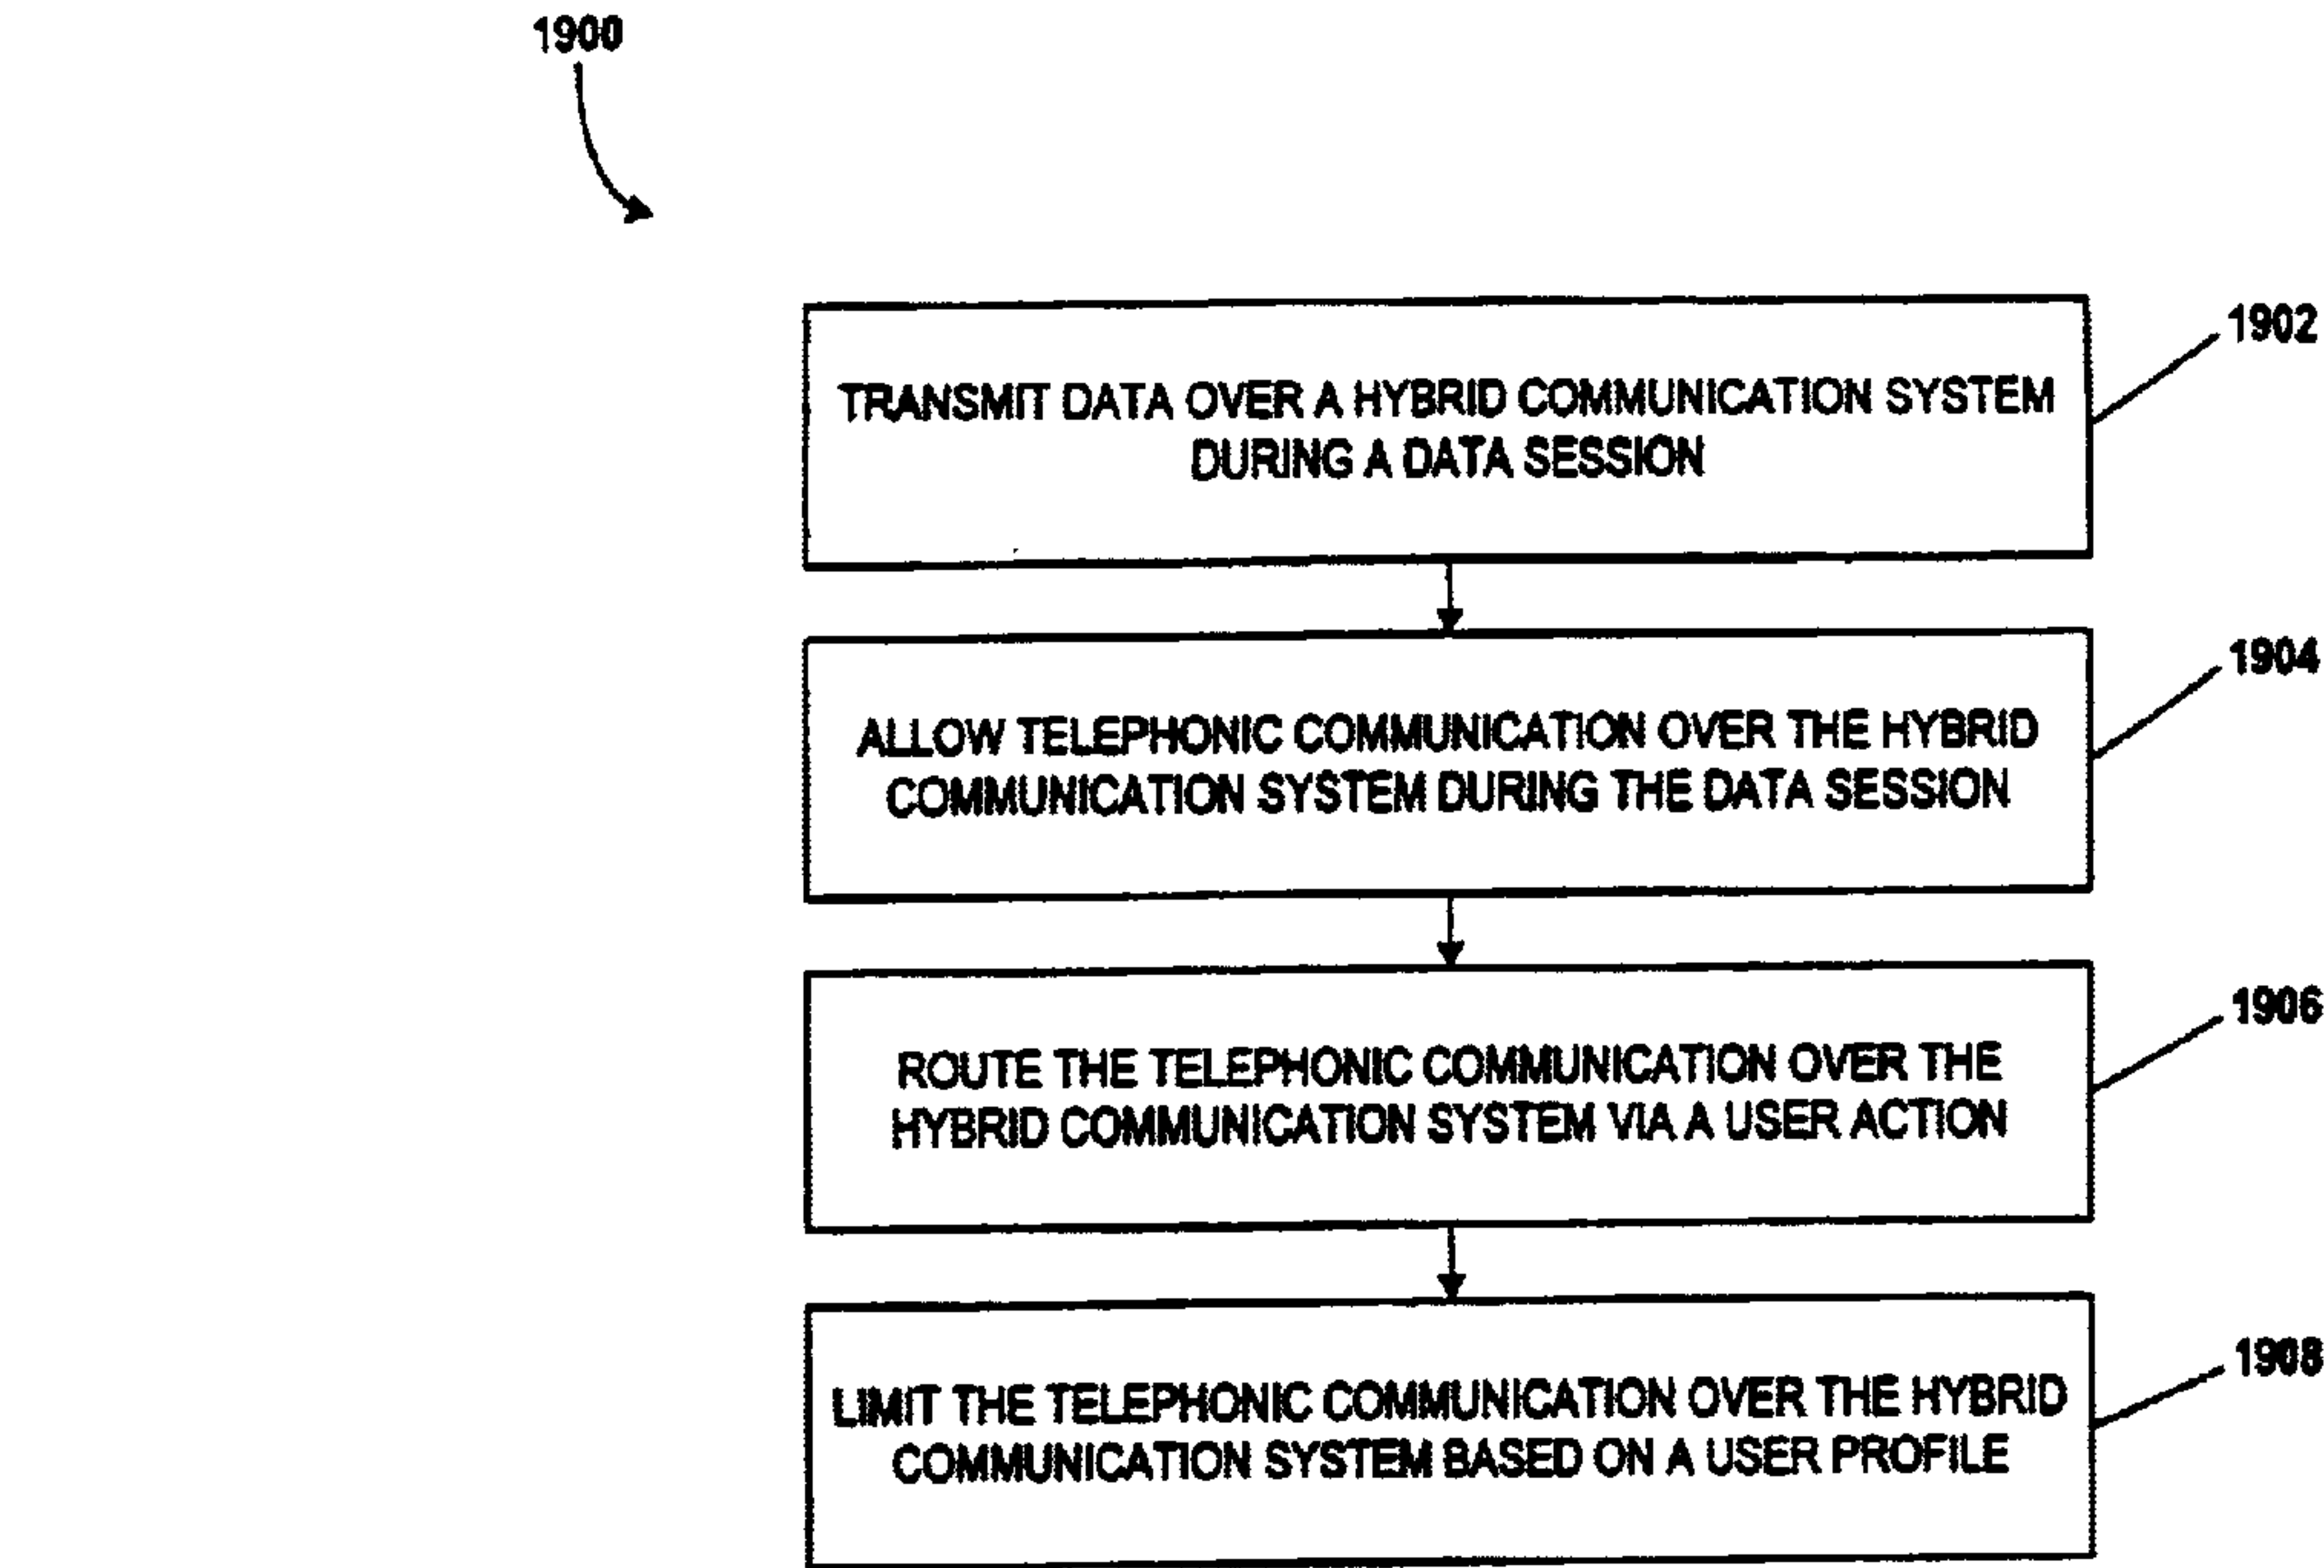 1900
1902
TRANSMIT DATA OVER A HYBRID COMMUNICATION SYSTEM
DURING A DATA SESSION
1904
ALLOW TELEPHONIC COMMUNICATION OVER THE HYBRID
COMMUNICATION SYSTEM DURING THE DATA SESSION
1906
ROUTE THE TELEPHONIC COMMUNICATION OVER THE
HYBRID COMMUNICATION SYSTEM VIA A USER ACTION
1908
LIMIT THE TELEPHONIC COMMUNICATION OVER THE HYBRID
COMMUNICATION SYSTEM BASED ON A USER PROFILE